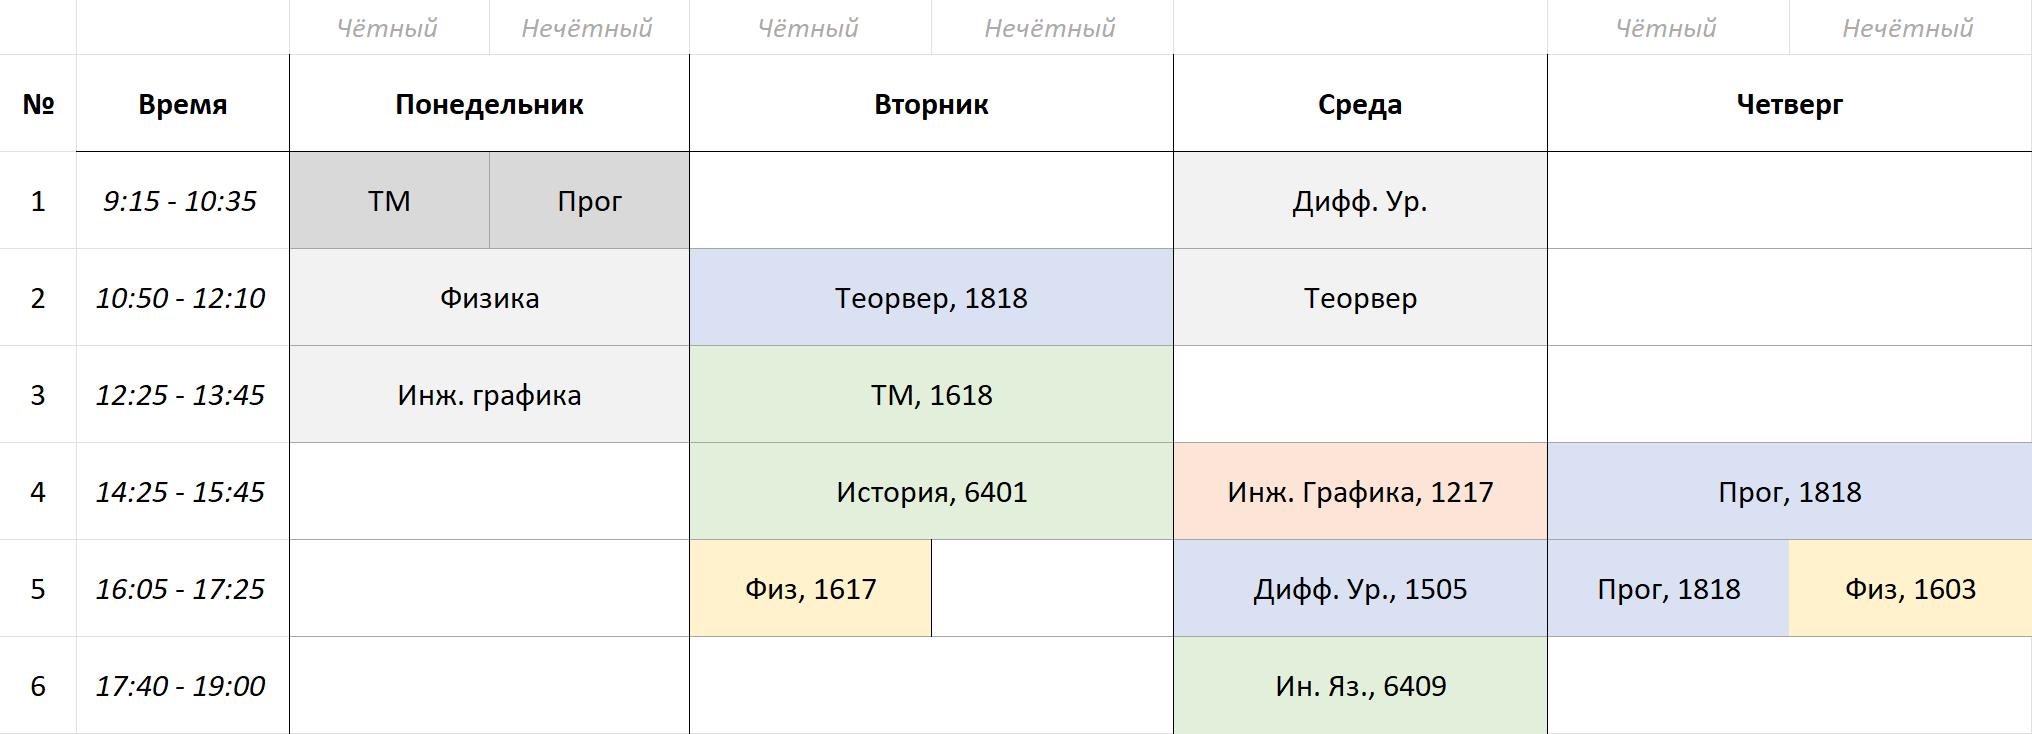 Чётный Нечётный Чётный Нечётный Чётный Нечётный
№ Время Понедельник Вторник Среда Четверг
1 9:15 - 10:35 ТМ Прог Дифф. Ур.
2 10:50 - 12:10 Физика Теорвер, 1818 Теорвер
3 12:25 - 13:45 Инж. графика ТМ, 1618
4 14:25 - 15:45 История, 6401 Инж. Графика, 1217 Прог, 1818
5 16:05 - 17:25 Физ, 1617 Дифф. Ур., 1505 Прог, 1818 Физ, 1603
6 17:40 - 19:00 Ин. Яз., 6409